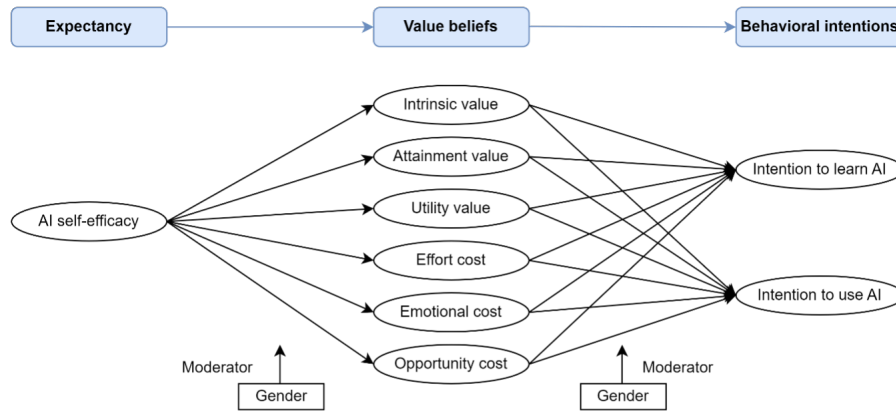 Expectancy
Value beliefs
Behavioral intentions
Intrinsic value
Attainment value
Utility value
Effort cost
Emotional cost
Opportunity cost
AI self-efficacy
Intention to learn AI
Intention to use AI
Moderator
Gender
Moderator
Gender